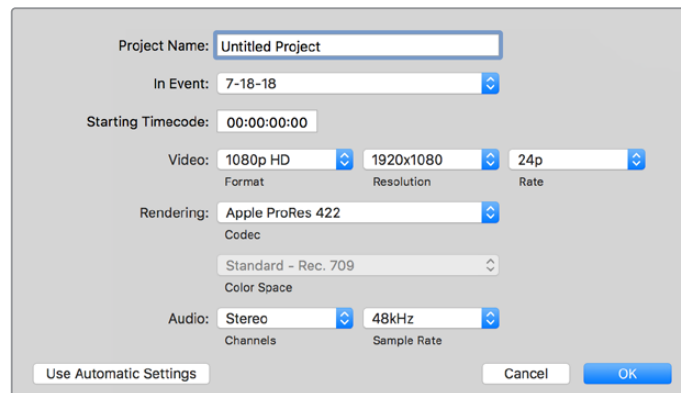 Project Name: Untitled Project
In Event: 7-18-18
Starting Timecode: 00:00:00:00
Video: 1080p HD 1920x1080 24p
Format Resolution Rate
Rendering: Apple ProRes 422
Codec
Standard - Rec. 709
Color Space
Audio: Stereo 48kHz
Channels Sample Rate
Use Automatic Settings Cancel OK